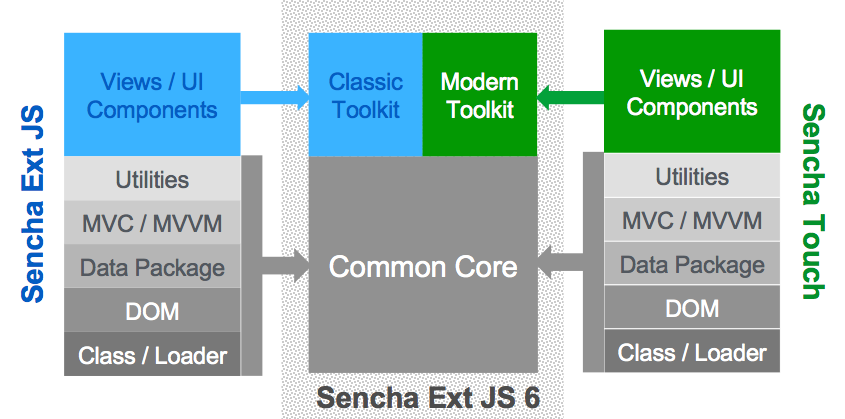 Sencha Ext JS
Views / UI
Components
Utilities
MVC / MVVM
Data Package
DOM
Class / Loader
Classic
Toolkit
Modern
Toolkit
Common Core
Sencha Ext JS 6
Views / UI
Components
Utilities
MVC / MVVM
Data Package
DOM
Class / Loader
Sencha Touch